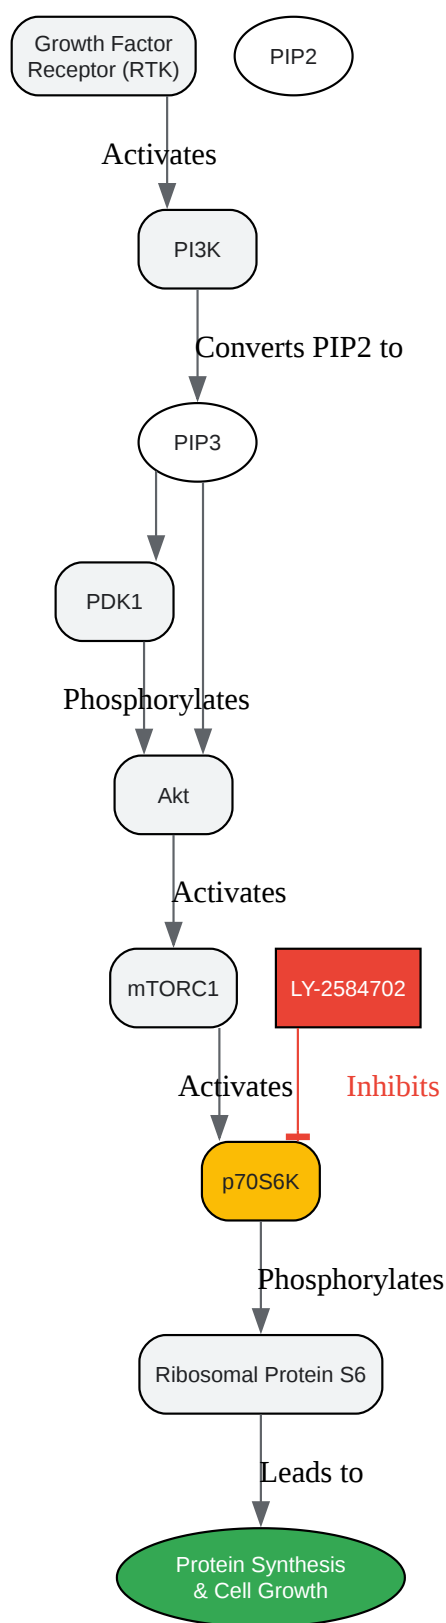 Growth Factor
Receptor (RTK)
PIP2
Activates
PI3K
Converts PIP2 to
PIP3
PDK1
Phosphorylates
Akt
Activates
mTORC1
LY-2584702
Activates
Inhibits
p70S6K
Phosphorylates
Ribosomal Protein S6
Leads to
Protein Synthesis
& Cell Growth